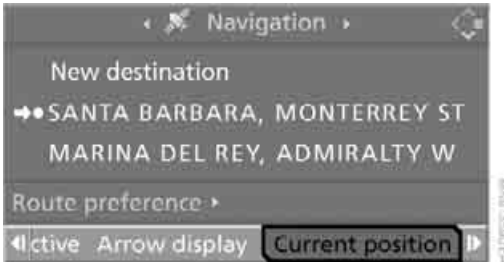 Navigation
New destination
SANTA BARBARA, MONTERREY ST
MARINA DEL REY, ADMIRALTY W
Route preference
ctive Arrow display Current position